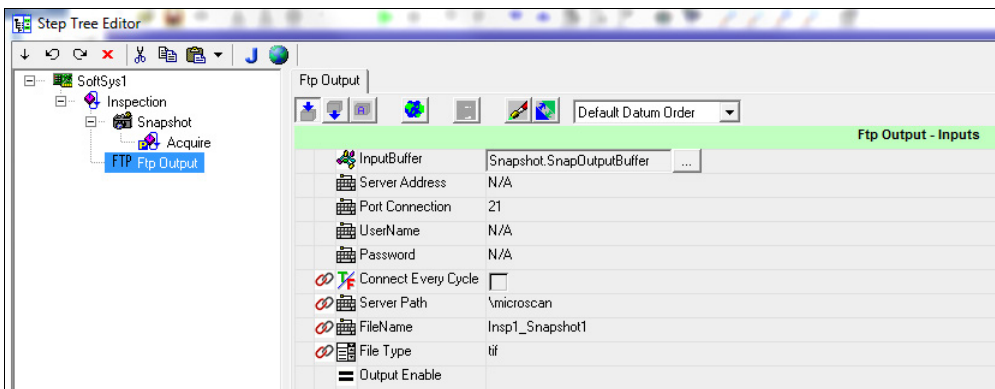 Step Tree Editor
J
SoftSys1
Inspection
Snapshot
Acquire
FTP Ftp Output
Ftp Output
A
Default Datum Order
Ftp Output - Inputs
InputBuffer Snapshot.SnapOutputBuffer ...
Server Address N/A
Port Connection 21
UserName N/A
Password N/A
T/F Connect Every Cycle
Server Path \microscan
FileName Insp1_Snapshot1
File Type tif
Output Enable